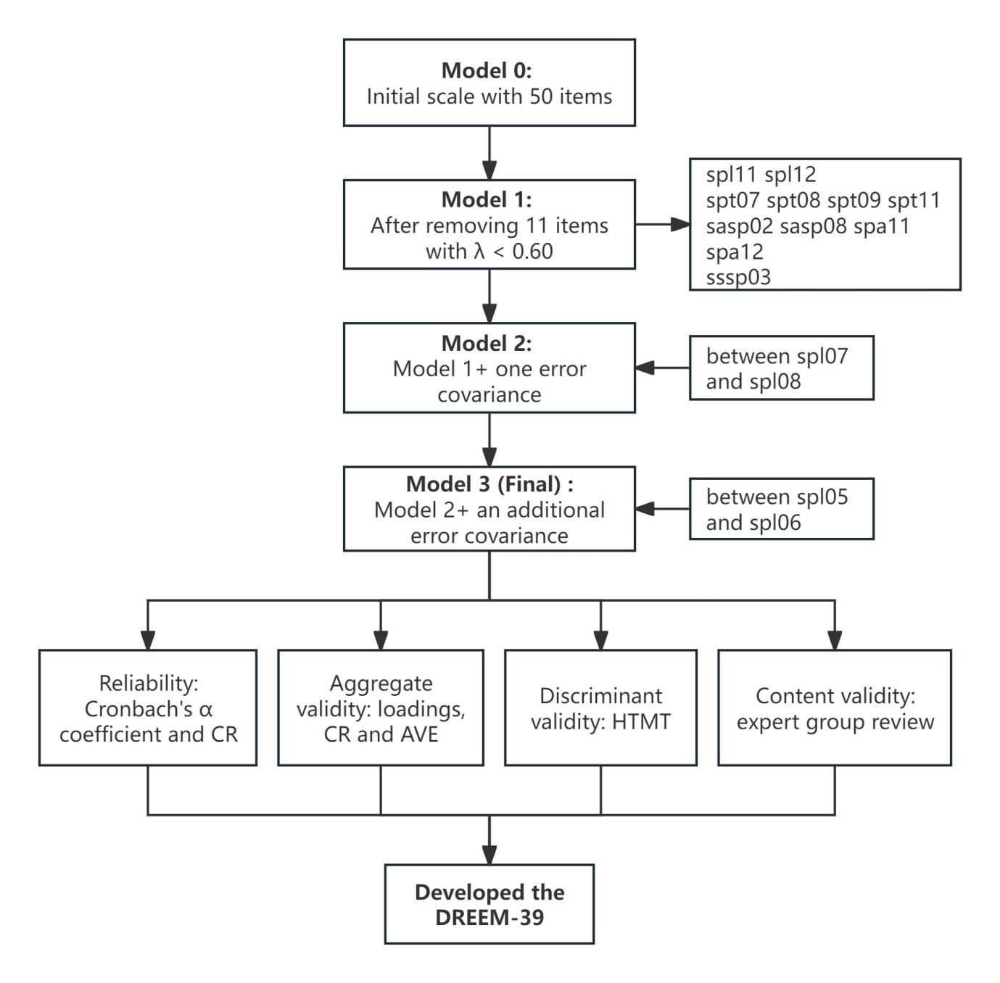 Model 0:
Initial scale with 50 items
Model 1:
After removing 11 items
with λ < 0.60
spl11 spl12
spt07 spt08 spt09 spt11
sasp02 sasp08 spa11
spa12
sssp03
Model 2:
Model 1+ one error
covariance
between spl07
and spl08
Model 3 (Final) :
Model 2+ an additional
error covariance
between spl05
and spl06
Reliability:
Cronbach's α
coefficient and CR
Aggregate
validity: loadings,
CR and AVE
Discriminant
validity: HTMT
Content validity:
expert group review
Developed the
DREEM-39